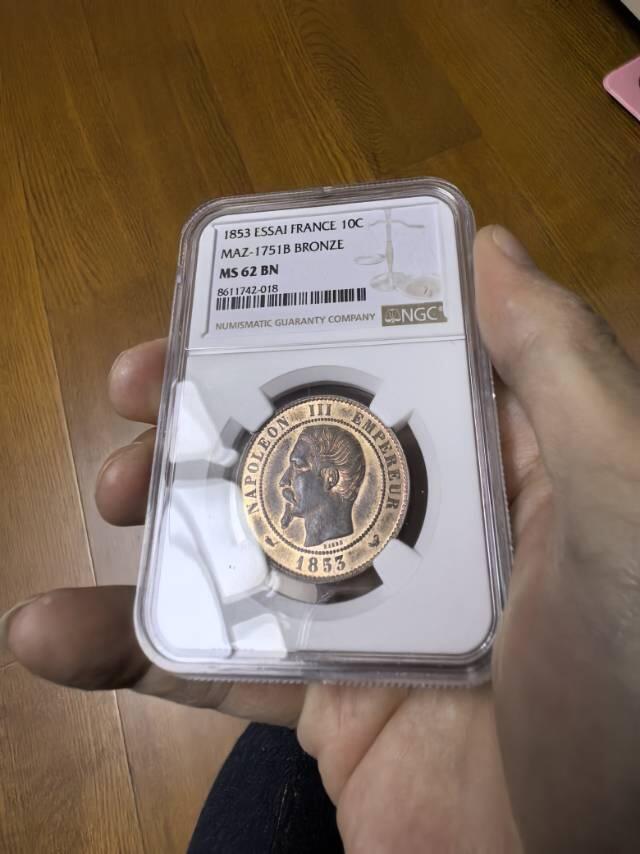 1853 ESSAI FRANCE 10C
MAZ-1751B BRONZE
MS 62 BN
8611742-018
NUMISMATIC GUARANTY COMPANY
NGC
NAPOLEON III EMPEREUR
1853